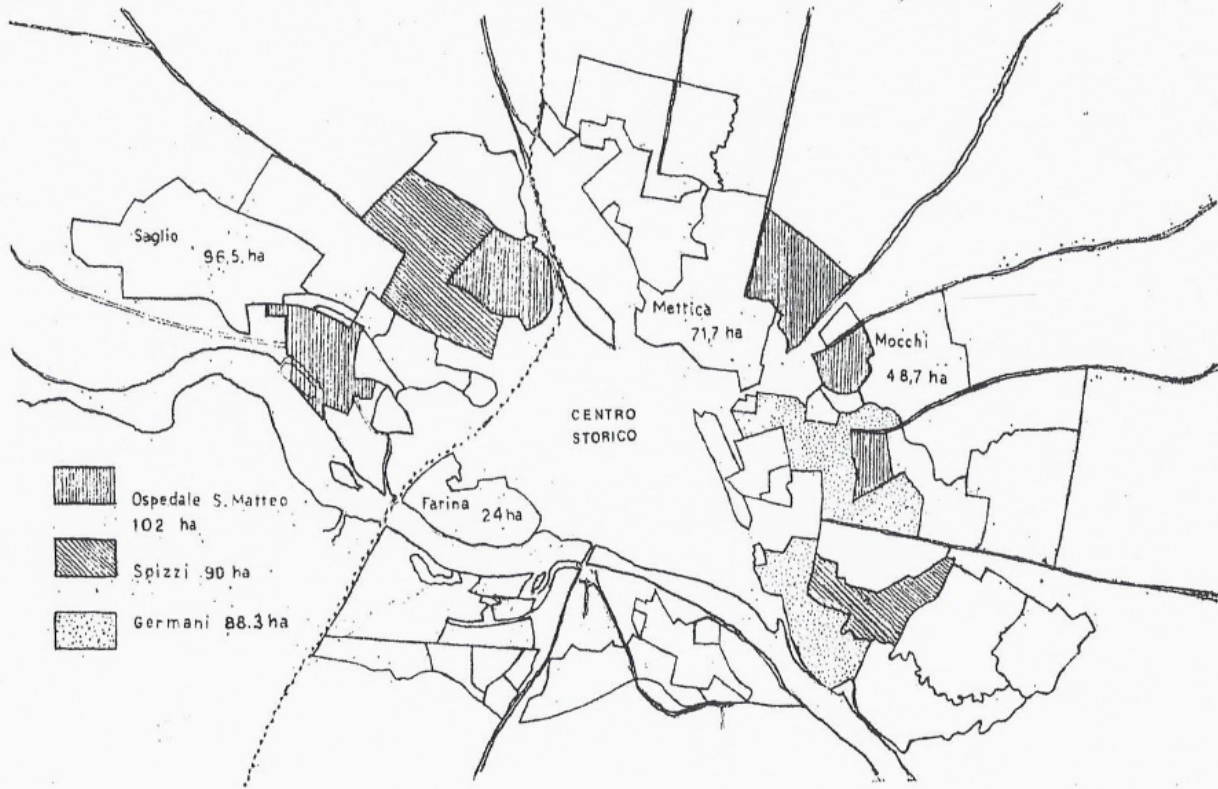 Saglio
96,5, ha
Mettica
71,7 ha
Mocchi
48,7 ha
CENTRO
STORICO
Farina 24 ha
Ospedale S. Matteo
102 ha
Spizzi 90 ha
Germani 88.3 ha